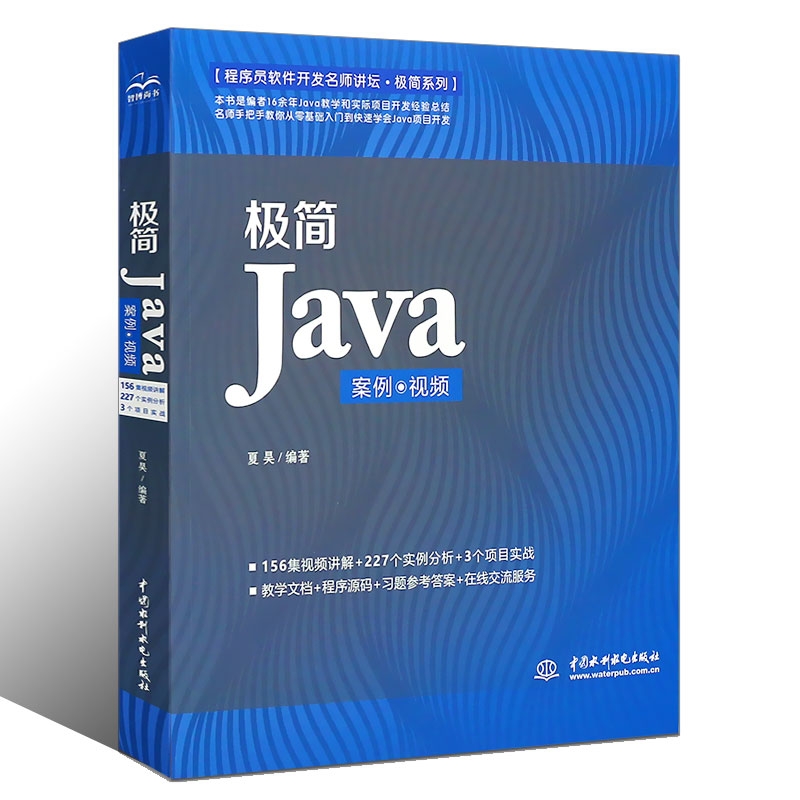 智博尚书
极简
Java
案例·视频
156集视频讲解
227个实例分析
3个项目实战
夏昊/编著
中国水利水电出版社
【程序员软件开发名师讲坛·极简系列】
本书是编者16余年Java教学和实际项目开发经验总结
名师手把手教你从零基础入门到快速学会Java项目开发
极简
Java
案例·视频
夏昊/编著
■ 156集视频讲解+227个实例分析+3个项目实战
■ 教学文档+程序源码+习题参考答案+在线交流服务
中国水利水电出版社
www.waterpub.com.cn